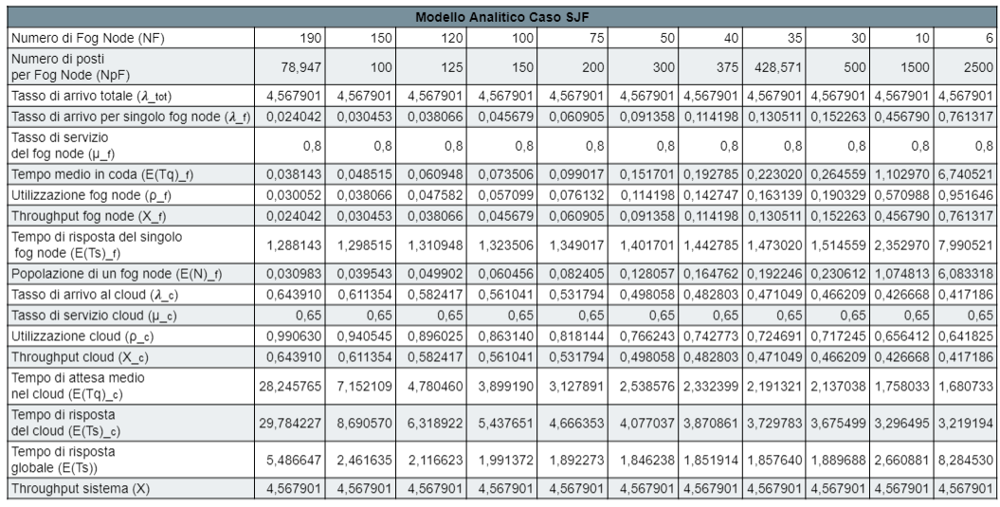 Modello Analitico Caso SJF
Numero di Fog Node (NF) 190 150 120 100 75 50 40 35 30 10 6
Numero di posti
per Fog Node (NpF) 78,947 100 125 150 200 300 375 428,571 500 1500 2500
Tasso di arrivo totale (λ_tot) 4,567901 4,567901 4,567901 4,567901 4,567901 4,567901 4,567901 4,567901 4,567901 4,567901 4,567901
Tasso di arrivo per singolo fog node (λ_f) 0,024042 0,030453 0,038066 0,045679 0,060905 0,091358 0,114198 0,130511 0,152263 0,456790 0,761317
Tasso di servizio
del fog node (μ_f) 0,8 0,8 0,8 0,8 0,8 0,8 0,8 0,8 0,8 0,8 0,8
Tempo medio in coda (E(Tq)_f) 0,038143 0,048515 0,060948 0,073506 0,099017 0,151701 0,192785 0,223020 0,264559 1,102970 6,740521
Utilizzazione fog node (ρ_f) 0,030052 0,038066 0,047582 0,057099 0,076132 0,114198 0,142747 0,163139 0,190329 0,570988 0,951646
Throughput fog node (X_f) 0,024042 0,030453 0,038066 0,045679 0,060905 0,091358 0,114198 0,130511 0,152263 0,456790 0,761317
Tempo di risposta del singolo
fog node (E(Ts)_f) 1,288143 1,298515 1,310948 1,323506 1,349017 1,401701 1,442785 1,473020 1,514559 2,352970 7,990521
Popolazione di un fog node (E(N)_f) 0,030983 0,039543 0,049902 0,060456 0,082405 0,128057 0,164762 0,192246 0,230612 1,074813 6,083318
Tasso di arrivo al cloud (λ_c) 0,643910 0,611354 0,582417 0,561041 0,531794 0,498058 0,482803 0,471049 0,466209 0,426668 0,417186
Tasso di servizio cloud (μ_c) 0,65 0,65 0,65 0,65 0,65 0,65 0,65 0,65 0,65 0,65 0,65
Utilizzazione cloud (ρ_c) 0,990630 0,940545 0,896025 0,863140 0,818144 0,766243 0,742773 0,724691 0,717245 0,656412 0,641825
Throughput cloud (X_c) 0,643910 0,611354 0,582417 0,561041 0,531794 0,498058 0,482803 0,471049 0,466209 0,426668 0,417186
Tempo di attesa medio
nel cloud (E(Tq)_c) 28,245765 7,152109 4,780460 3,899190 3,127891 2,538576 2,332399 2,191321 2,137038 1,758033 1,680733
Tempo di risposta
del cloud (E(Ts)_c) 29,784227 8,690570 6,318922 5,437651 4,666353 4,077037 3,870861 3,729783 3,675499 3,296495 3,219194
Tempo di risposta
globale (E(Ts)) 5,486647 2,461635 2,116623 1,991372 1,892273 1,846238 1,851914 1,857640 1,889688 2,660881 8,284530
Throughput sistema (X) 4,567901 4,567901 4,567901 4,567901 4,567901 4,567901 4,567901 4,567901 4,567901 4,567901 4,567901